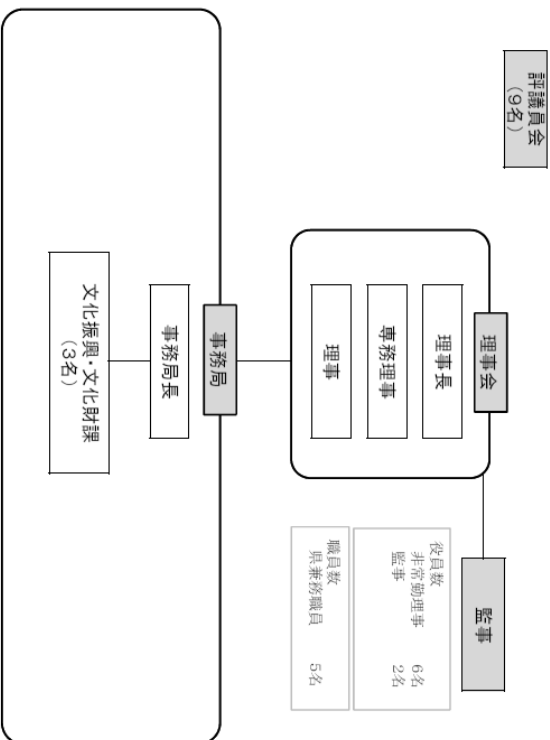 評議員会
(9名)
理事会
理事長
専務理事
理事
監事
役員数
非常勤理事 6名
監事 2名
職員数
県兼務職員 5名
事務局
事務局長
文化振興・文化財課
(3名)